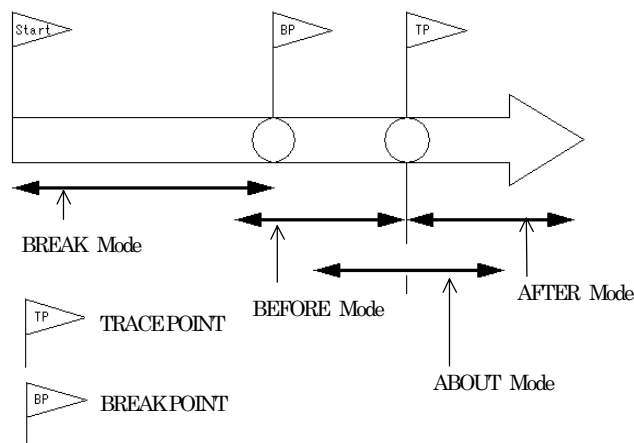 Start
BP
TP
BREAK Mode
BEFORE Mode
AFTER Mode
ABOUT Mode
TP
TRACE POINT
BP
BREAK POINT